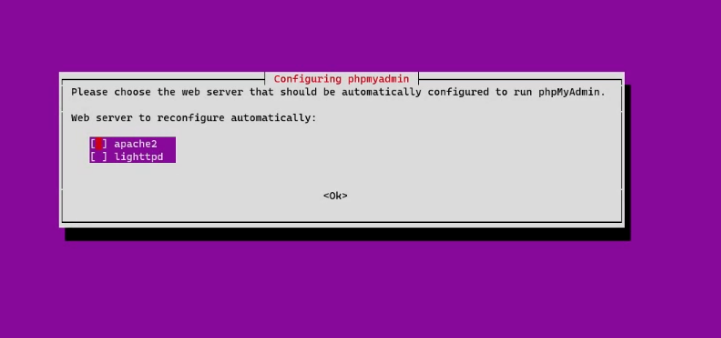 Configuring phpmyadmin
Please choose the web server that should be automatically configured to run phpMyAdmin.
Web server to reconfigure automatically:
[ ] apache2
[ ] lighttpd
<Ok>